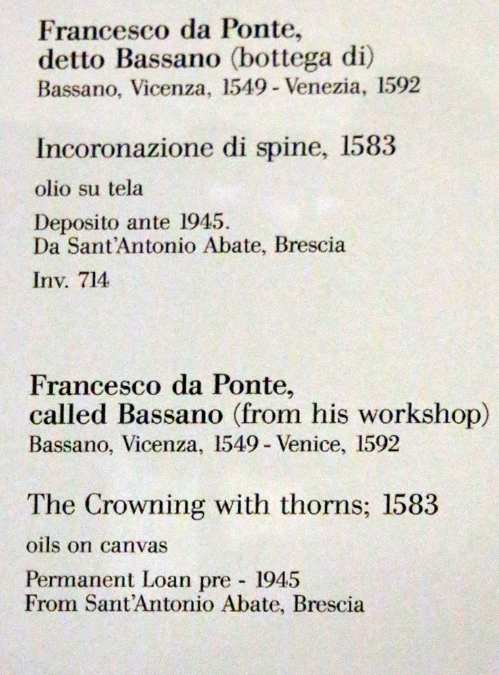 Francesco da Ponte,
detto Bassano (bottega di)
Bassano, Vicenza, 1549 - Venezia, 1592
Incoronazione di spine, 1583
olio su tela
Deposito ante 1945.
Da Sant'Antonio Abate, Brescia
Inv. 714
Francesco da Ponte,
called Bassano (from his workshop)
Bassano, Vicenza, 1549 - Venice, 1592
The Crowning with thorns; 1583
oils on canvas
Permanent Loan pre - 1945
From Sant'Antonio Abate, Brescia